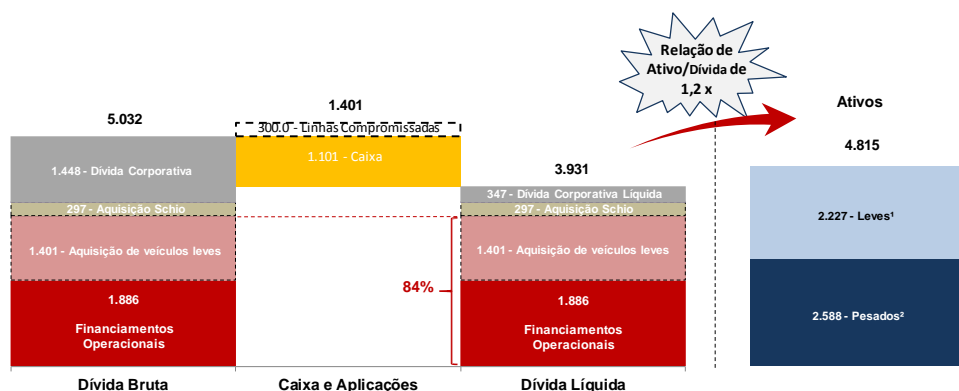 Relação de
Ativo/Dívida de
1,2 x
5.032
1.448 - Dívida Corporativa
297 - Aquisição Schio
1.401 - Aquisição de veículos leves
1.886
Financiamentos
Operacionais
Dívida Bruta
1.401
300.0 - Linhas Compromissadas
1.101 - Caixa
84%
Caixa e Aplicações
3.931
347 - Dívida Corporativa Líquida
297 - Aquisição Schio
1.401 - Aquisição de veículos leves
1.886
Financiamentos
Operacionais
Dívida Líquida
Ativos
4.815
2.227 - Leves¹
2.588 - Pesados²